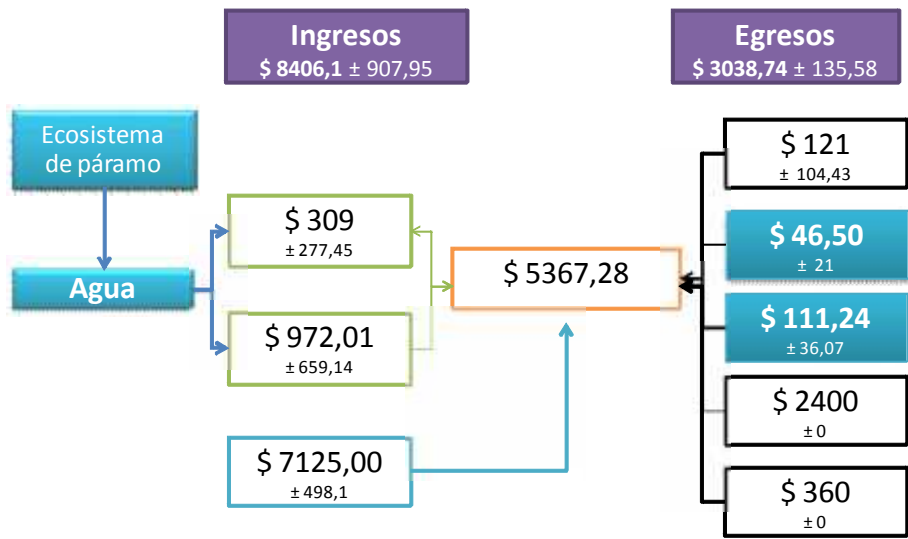 Ingresos
$ 8406,1 ± 907,95
Egresos
$ 3038,74 ± 135,58
Ecosistema
de páramo
Agua
$ 309
± 277,45
$ 972,01
± 659,14
$ 7125,00
± 498,1
$ 5367,28
$ 121
± 104,43
$ 46,50
± 21
$ 111,24
± 36,07
$ 2400
± 0
$ 360
± 0